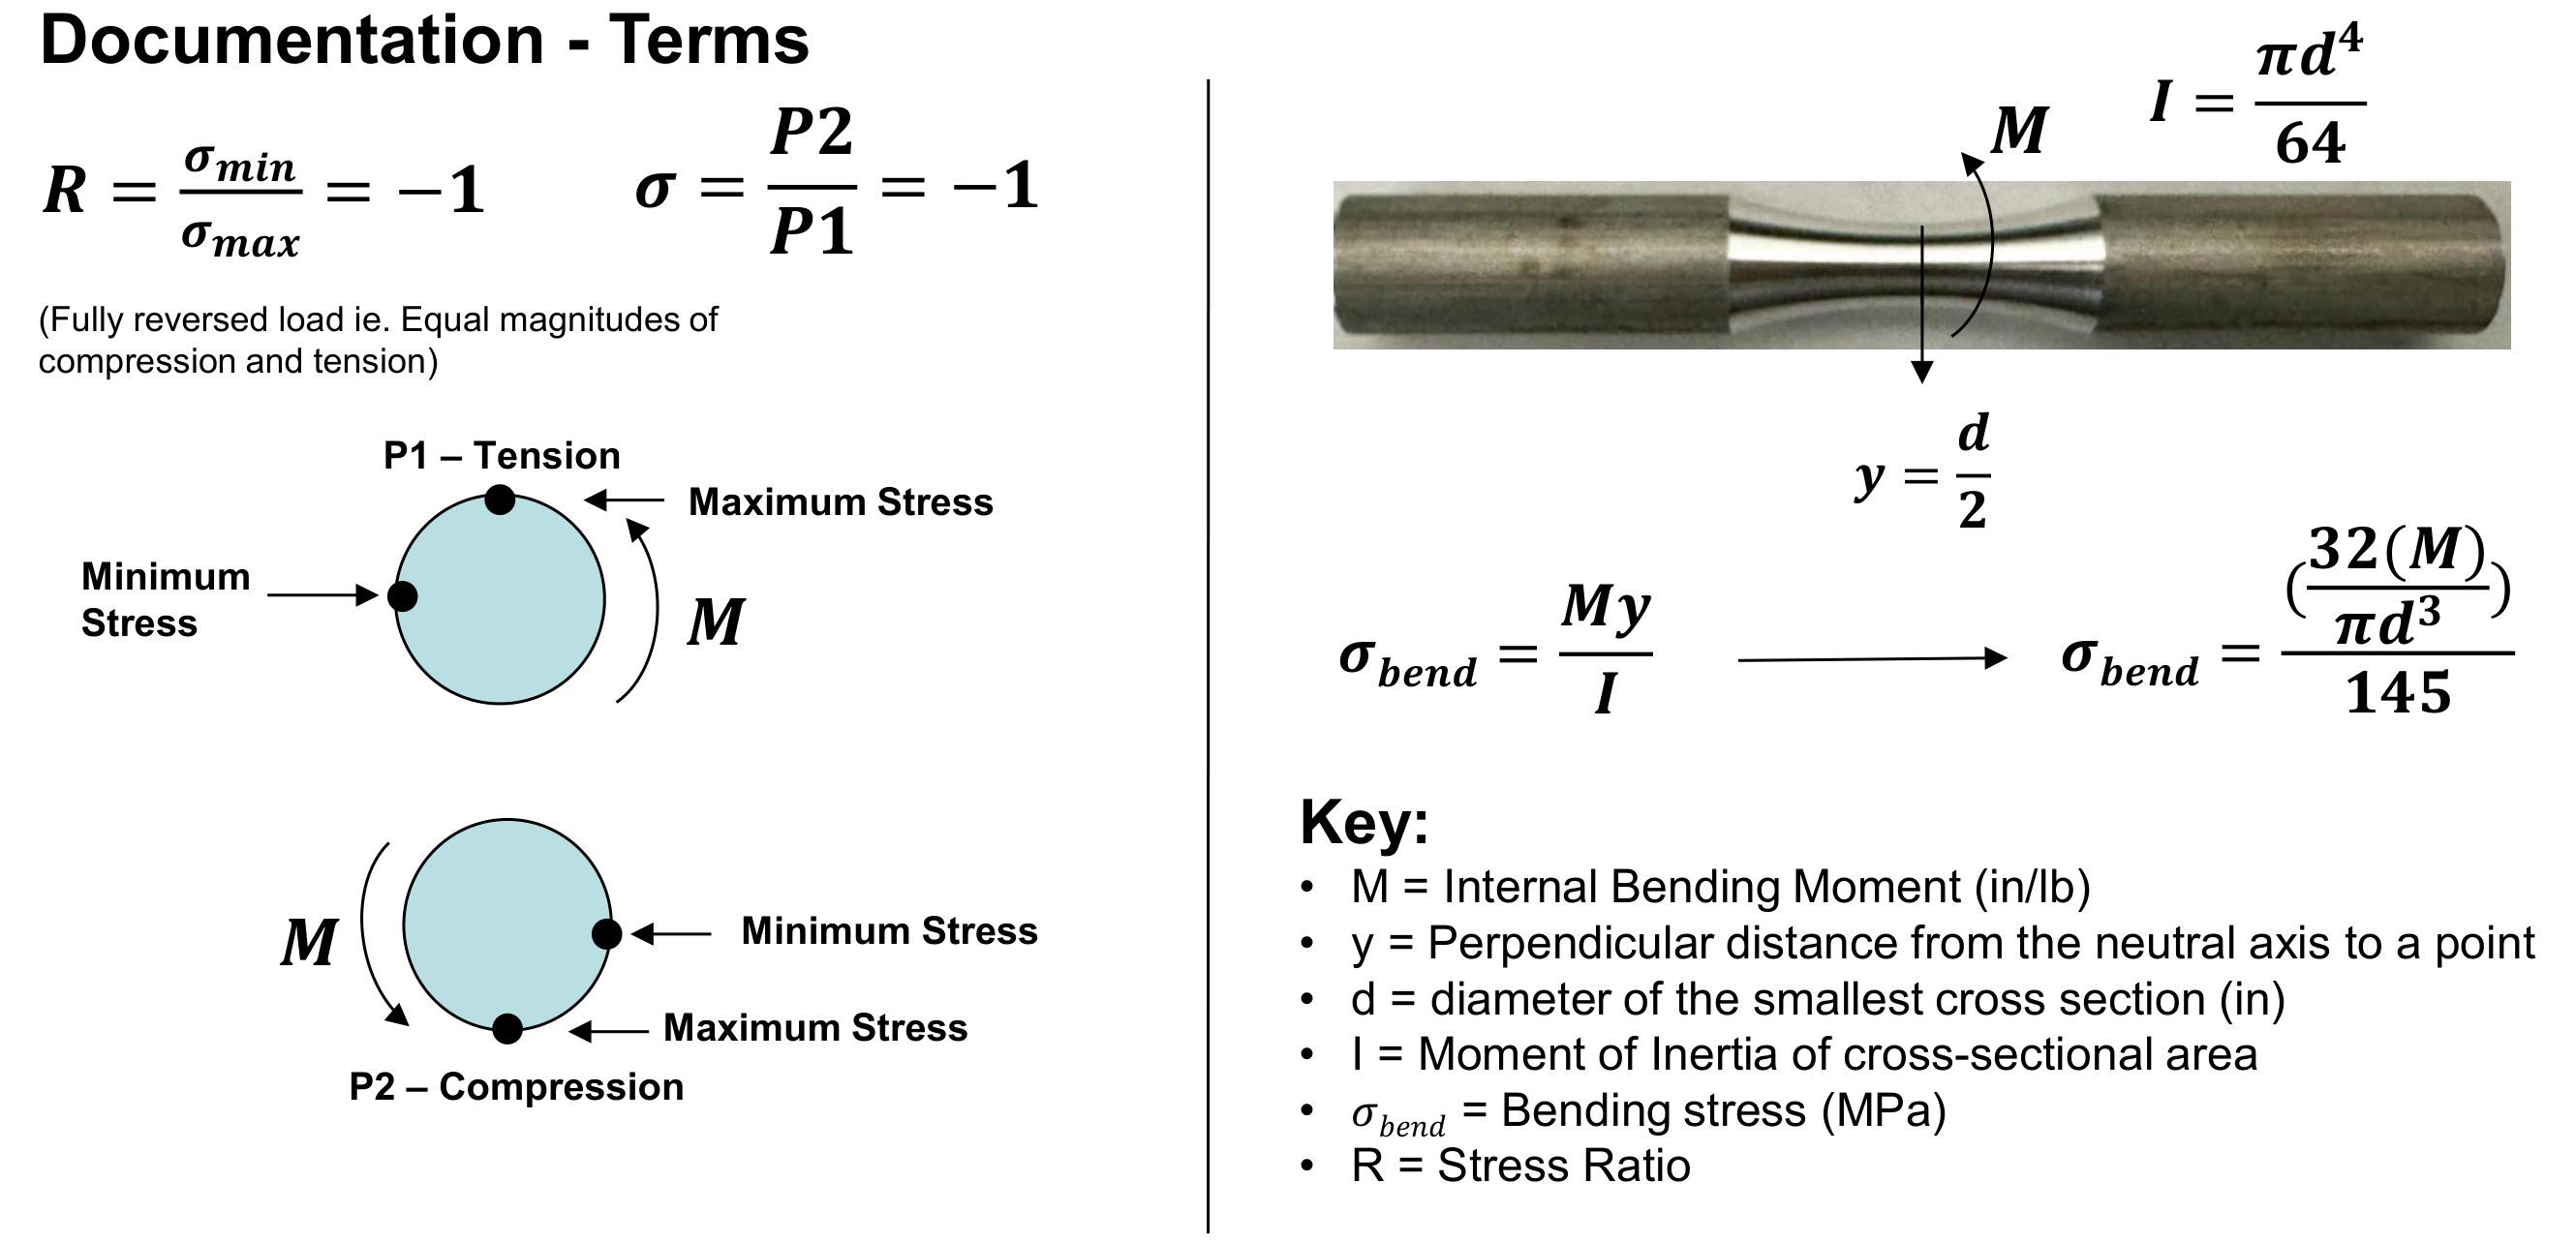 Documentation - Terms
R = σmin/σmax = −1
σ = P2/P1 = −1
(Fully reversed load ie. Equal magnitudes of
compression and tension)
P1 – Tension
Maximum Stress
Minimum
Stress
M
M
Minimum Stress
Maximum Stress
P2 – Compression
I = πd⁴/64
M
y = d/2
σbend = My/I
σbend = (32(M)/πd³)/145
Key:
• M = Internal Bending Moment (in/lb)
• y = Perpendicular distance from the neutral axis to a point
• d = diameter of the smallest cross section (in)
• I = Moment of Inertia of cross-sectional area
• σbend = Bending stress (MPa)
• R = Stress Ratio